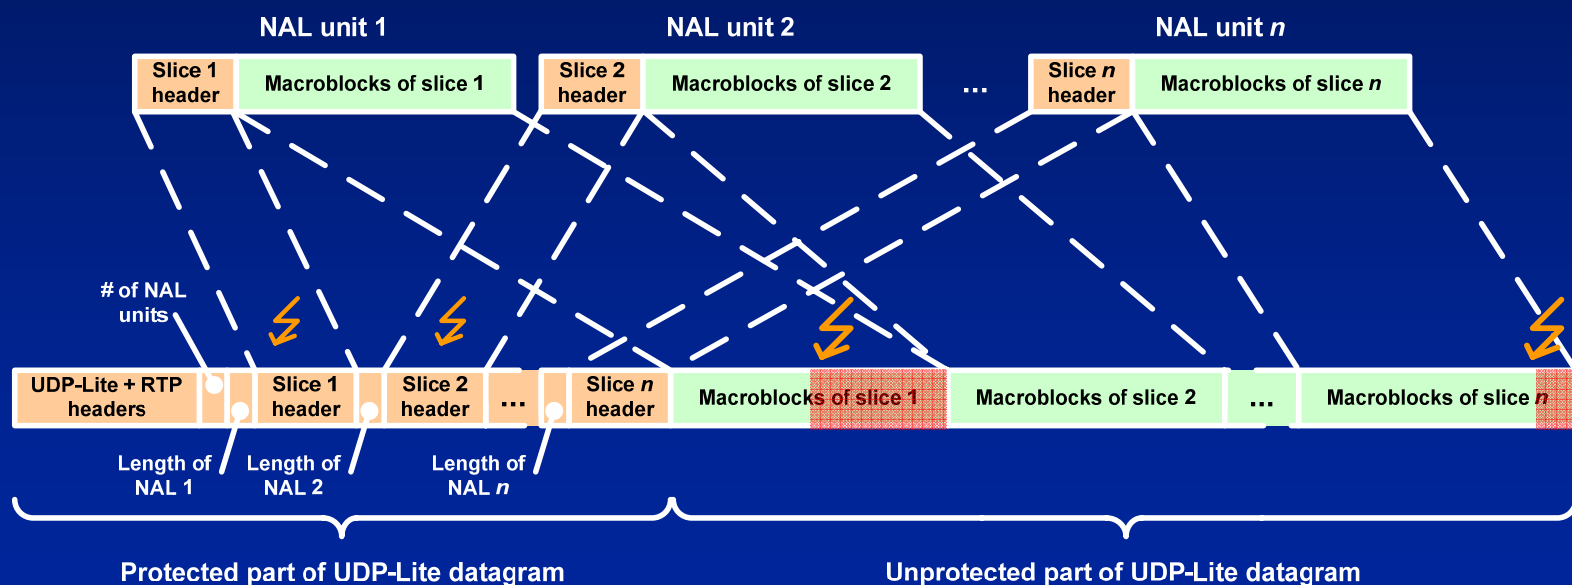 NAL unit 1
NAL unit 2
NAL unit n
Slice 1
header
Macroblocks of slice 1
Slice 2
header
Macroblocks of slice 2
...
Slice n
header
Macroblocks of slice n
# of NAL
units
UDP-Lite + RTP
headers
Slice 1
header
Slice 2
header
...
Slice n
header
Macroblocks of slice 1
Macroblocks of slice 2
...
Macroblocks of slice n
Length of
NAL 1
Length of
NAL 2
Length of
NAL n
Protected part of UDP-Lite datagram
Unprotected part of UDP-Lite datagram